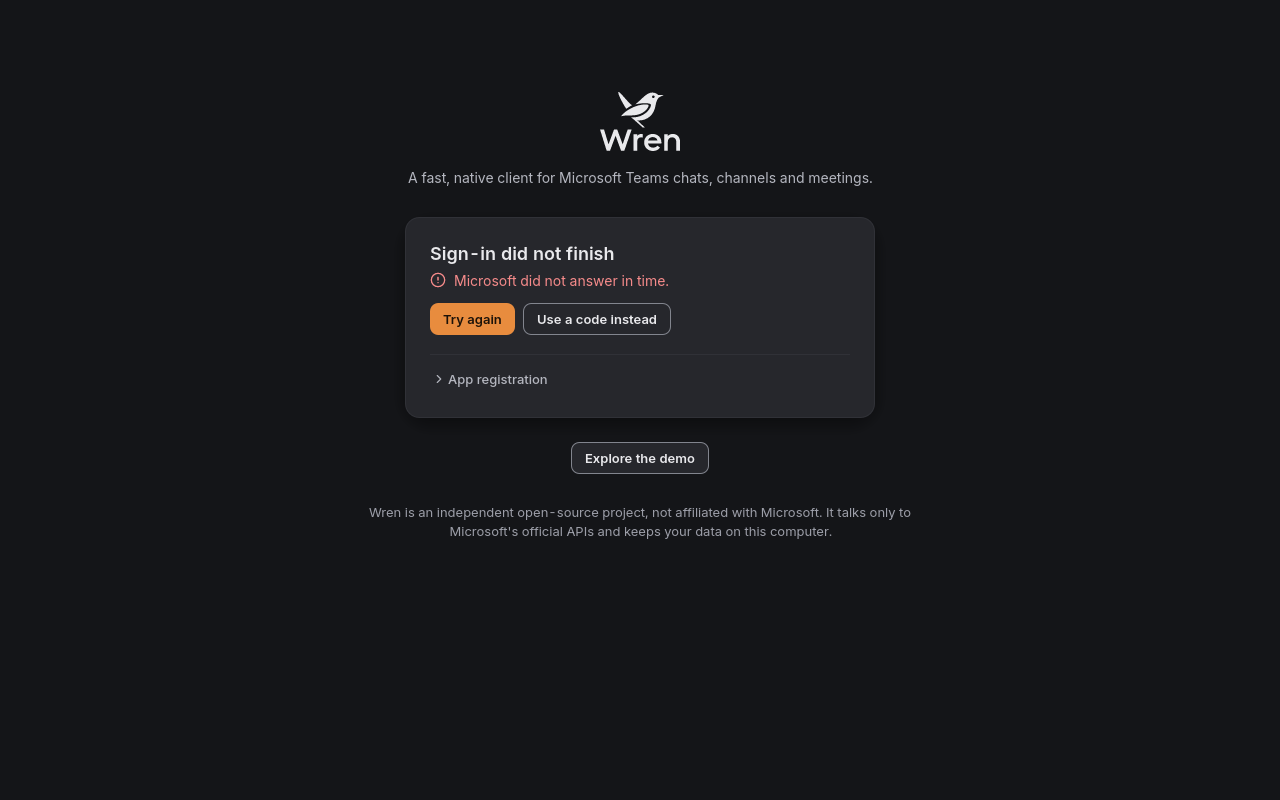 Wren
A fast, native client for Microsoft Teams chats, channels and meetings.
Sign-in did not finish
Microsoft did not answer in time.
Try again
Use a code instead
App registration
Explore the demo
Wren is an independent open-source project, not affiliated with Microsoft. It talks only to
Microsoft's official APIs and keeps your data on this computer.